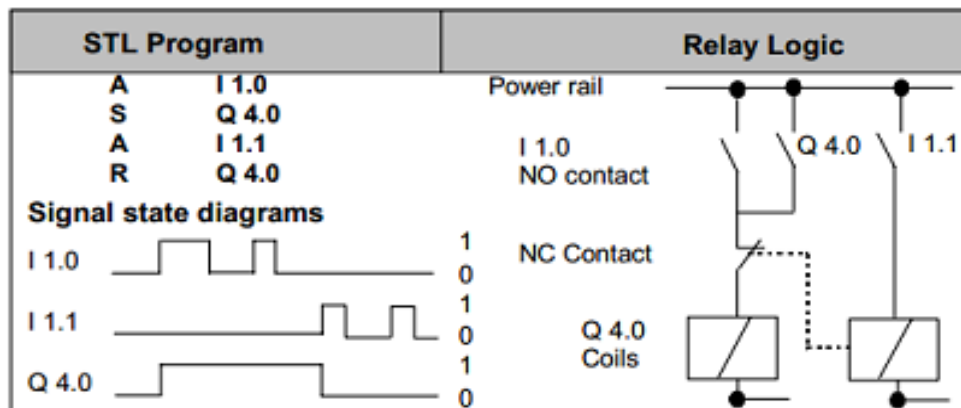 STL Program
A I 1.0
S Q 4.0
A I 1.1
R Q 4.0
Signal state diagrams
I 1.0
1
0
I 1.1
1
0
Q 4.0
1
0
Relay Logic
Power rail
I 1.0 Q 4.0 I 1.1
NO contact
NC Contact
Q 4.0
Coils